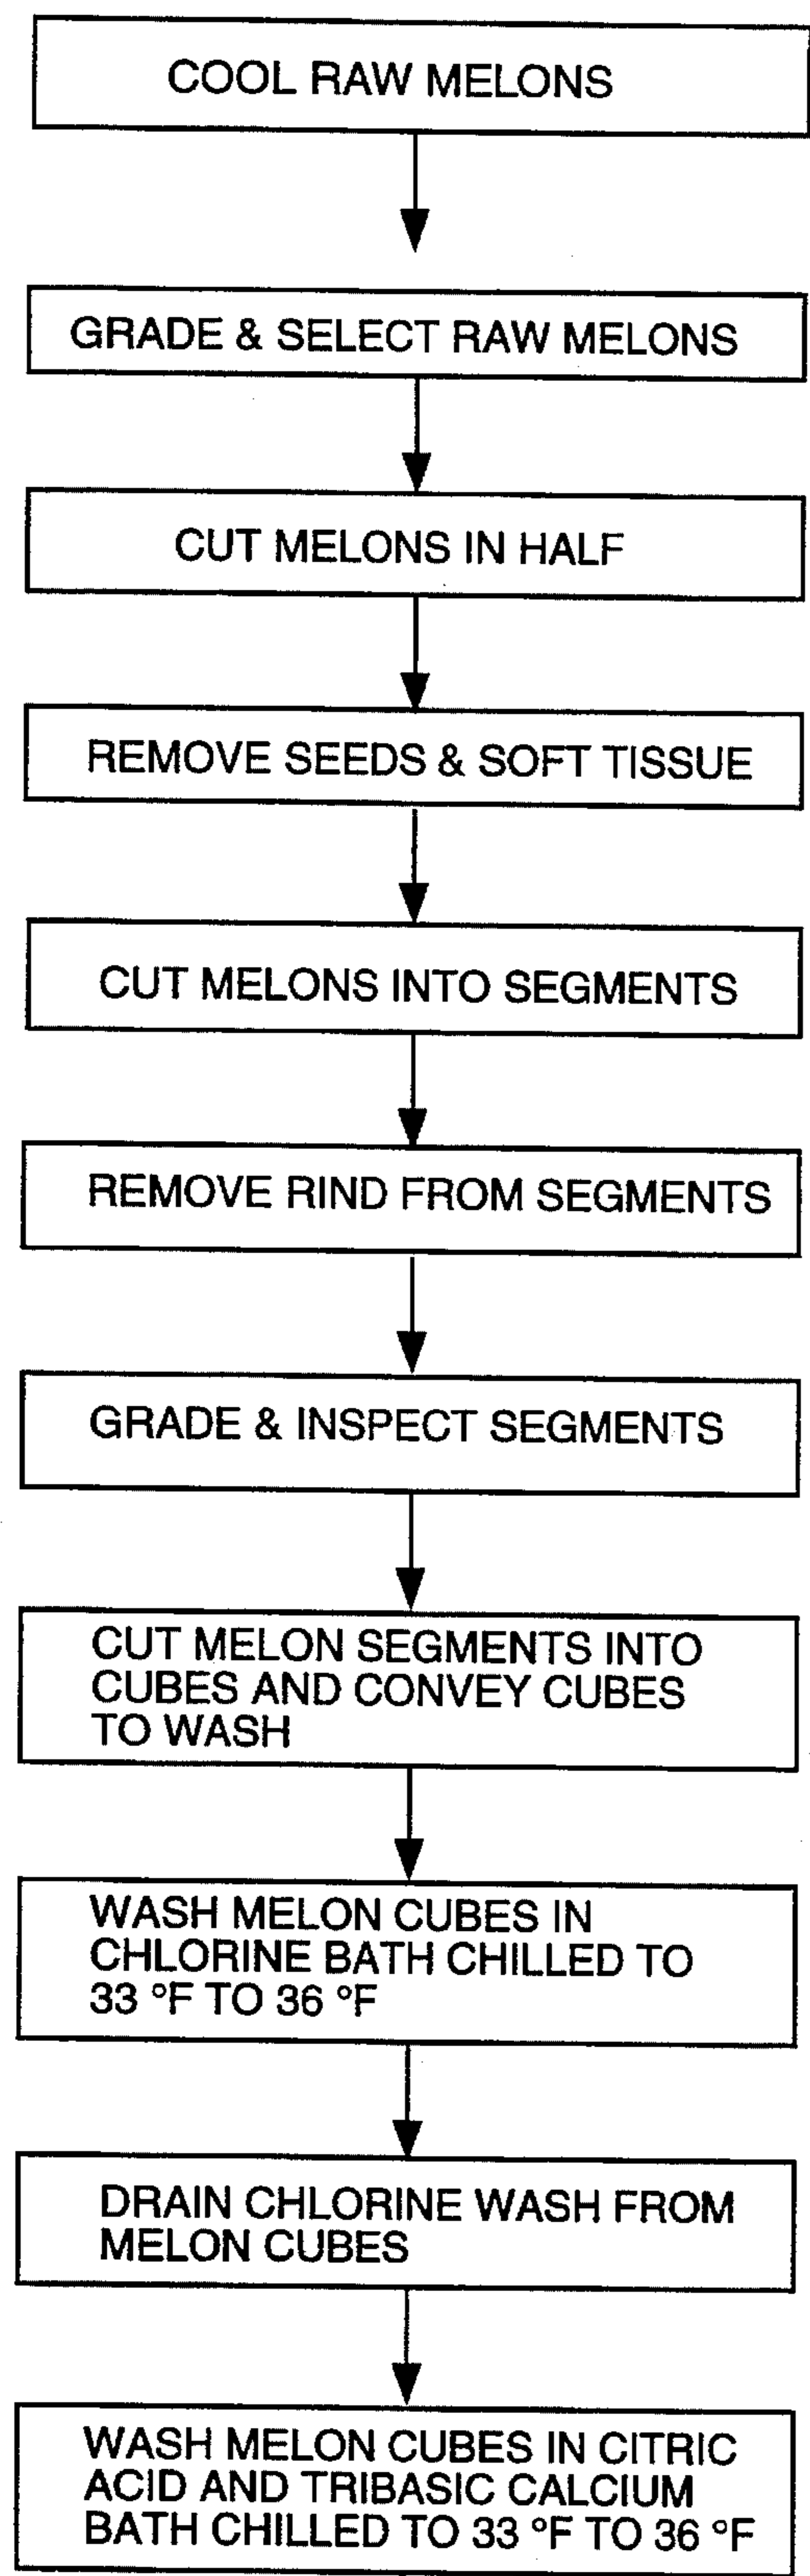 COOL RAW MELONS
GRADE & SELECT RAW MELONS
CUT MELONS IN HALF
REMOVE SEEDS & SOFT TISSUE
CUT MELONS INTO SEGMENTS
REMOVE RIND FROM SEGMENTS
GRADE & INSPECT SEGMENTS
CUT MELON SEGMENTS INTO
CUBES AND CONVEY CUBES
TO WASH
WASH MELON CUBES IN
CHLORINE BATH CHILLED TO
33 °F TO 36 °F
DRAIN CHLORINE WASH FROM
MELON CUBES
WASH MELON CUBES IN CITRIC
ACID AND TRIBASIC CALCIUM
BATH CHILLED TO 33 °F TO 36 °F